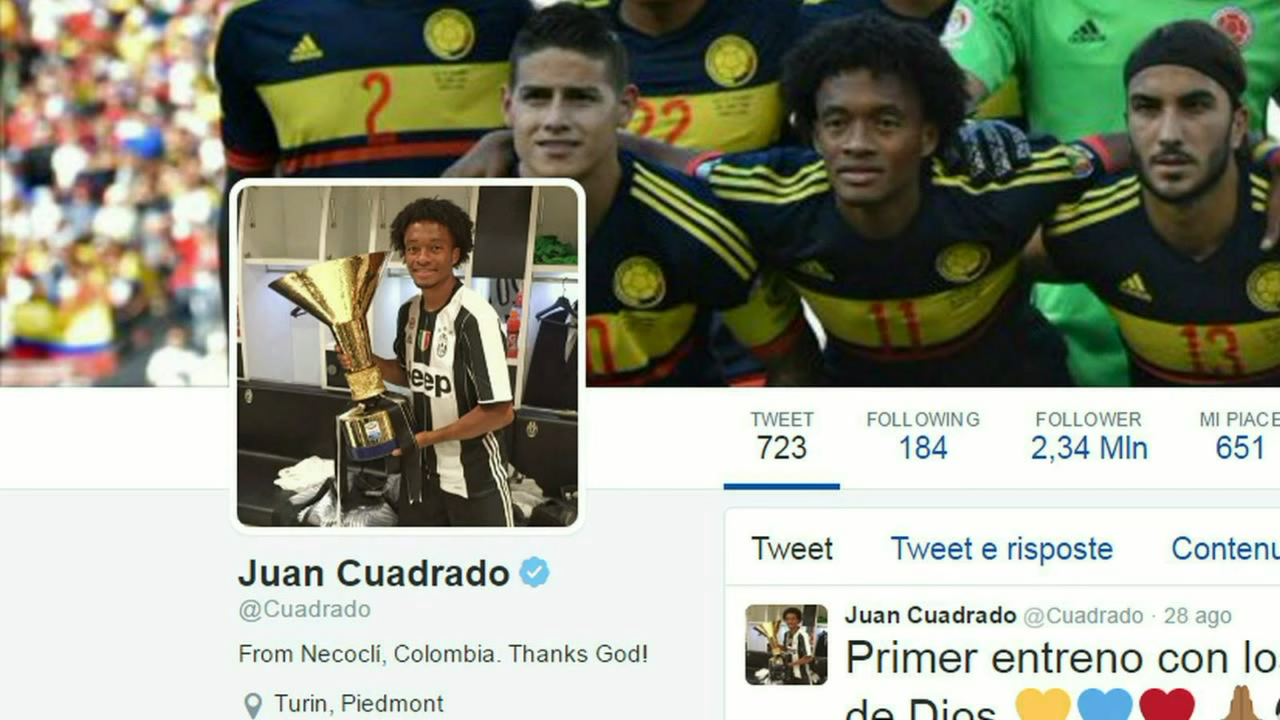 2
22
11
13
Jeep
TWEET FOLLOWING FOLLOWER MI PIACE
723 184 2,34 Mln 651
Tweet Tweet e risposte Contenu
Juan Cuadrado
@Cuadrado
From Necoclí, Colombia. Thanks God!
Turin, Piedmont
Juan Cuadrado @Cuadrado · 28 ago
Primer entreno con lo
de Dios 💛💙❤️ 🙏🏽